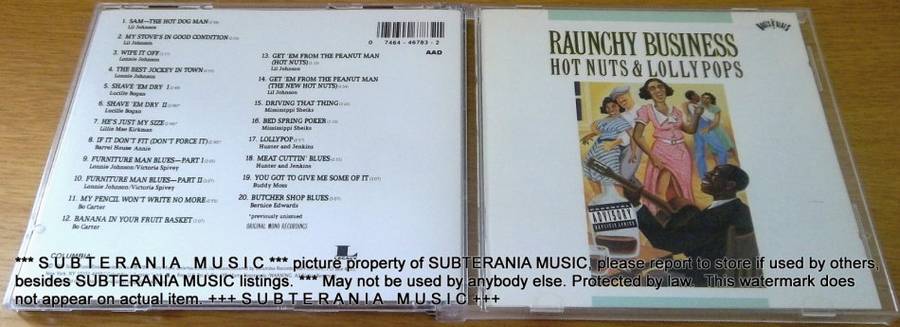 1. SAM—THE HOT DOG MAN
Lil Johnson
2. MY STOVE'S IN GOOD CONDITION
Lil Johnson
3. WIPE IT OFF
Lonnie Johnson
4. THE BEST JOCKEY IN TOWN
Lonnie Johnson
5. SHAVE 'EM DRY I
Lucille Bogan
6. SHAVE 'EM DRY II
Lucille Bogan
7. HE'S JUST MY SIZE
Lillie Mae Kirkman
8. IF IT DON'T FIT (DON'T FORCE IT)
Barrel House Annie
9. FURNITURE MAN BLUES—PART I
Lonnie Johnson/Victoria Spivey
10. FURNITURE MAN BLUES—PART II
Lonnie Johnson/Victoria Spivey
11. MY PENCIL WON'T WRITE NO MORE
Bo Carter
12. BANANA IN YOUR FRUIT BASKET
Bo Carter
0 7464-46783-2
AAD
13. GET 'EM FROM THE PEANUT MAN
(HOT NUTS)
Lil Johnson
14. GET 'EM FROM THE PEANUT MAN
(THE NEW HOT NUTS)
Lil Johnson
15. DRIVING THAT THING
Mississippi Sheiks
16. BED SPRING POKER
Mississippi Sheiks
17. LOLLYPOP
Hunter and Jenkins
18. MEAT CUTTIN' BLUES
Hunter and Jenkins
19. YOU GOT TO GIVE ME SOME OF IT
Buddy Moss
20. BUTCHER SHOP BLUES
Bernice Edwards
*previously unissued
ORIGINAL MONO RECORDINGS
COLUMBIA
RAUNCHY BUSINESS
HOT NUTS & LOLLYPOPS
PARENTAL
ADVISORY
EXPLICIT LYRICS
*** S U B T E R A N I A   M U S I C *** picture property of SUBTERANIA MUSIC, please report to store if used by others,
besides SUBTERANIA MUSIC listings. *** May not be used by anybody else. Protected by law. This watermark does
not appear on actual item. +++ S U B T E R A N I A   M U S I C +++